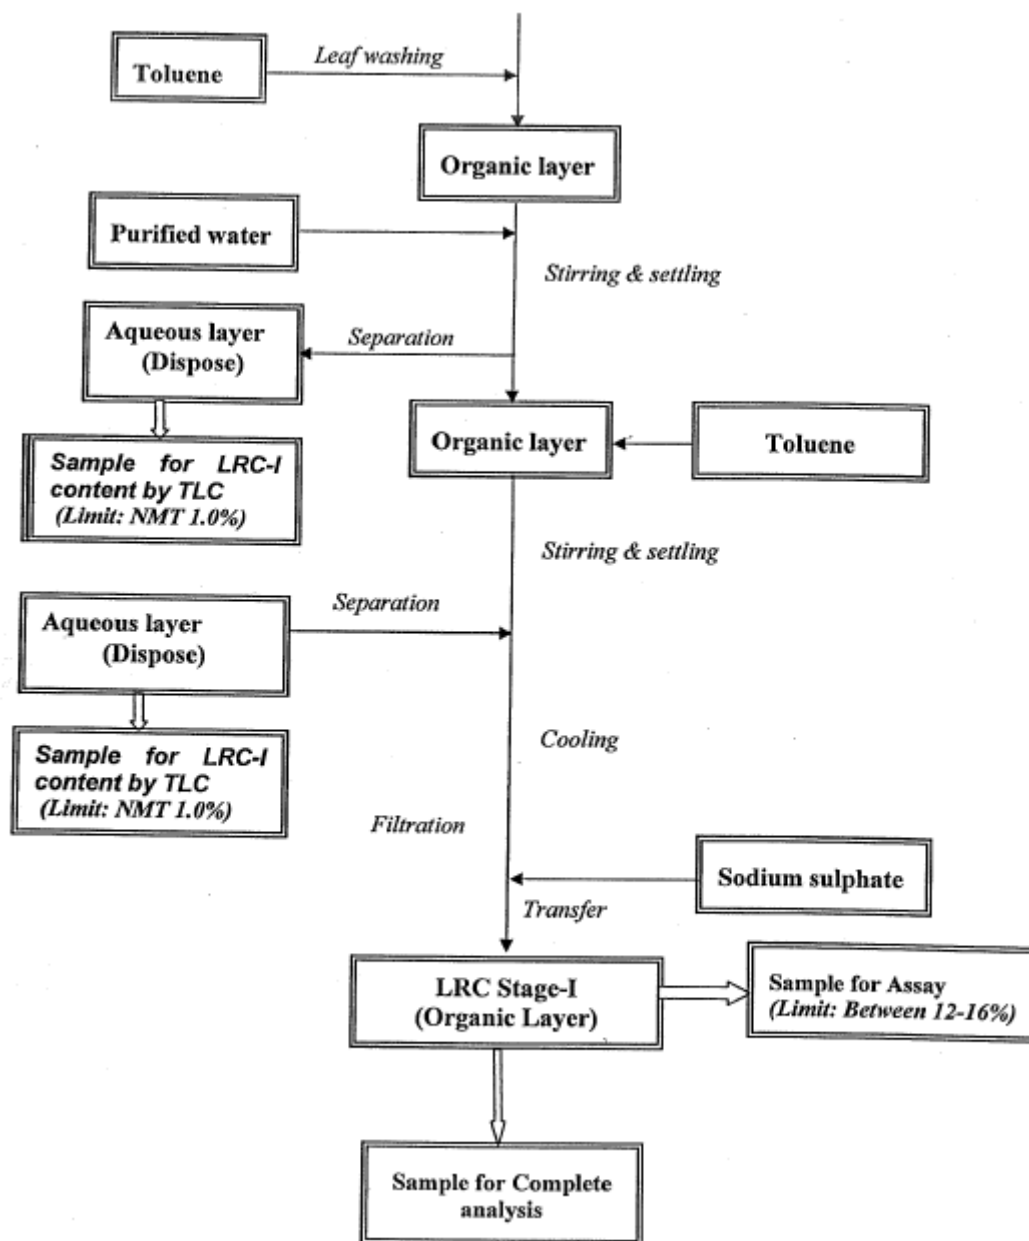 Leaf washing
Toluene
Organic layer
Purified water
Stirring & settling
Aqueous layer
(Dispose)
Separation
Organic layer
Toluene
Sample for LRC-I
content by TLC
(Limit: NMT 1.0%)
Stirring & settling
Separation
Aqueous layer
(Dispose)
Cooling
Sample for LRC-I
content by TLC
(Limit: NMT 1.0%)
Filtration
Sodium sulphate
Transfer
LRC Stage-I
(Organic Layer)
Sample for Assay
(Limit: Between 12-16%)
Sample for Complete
analysis